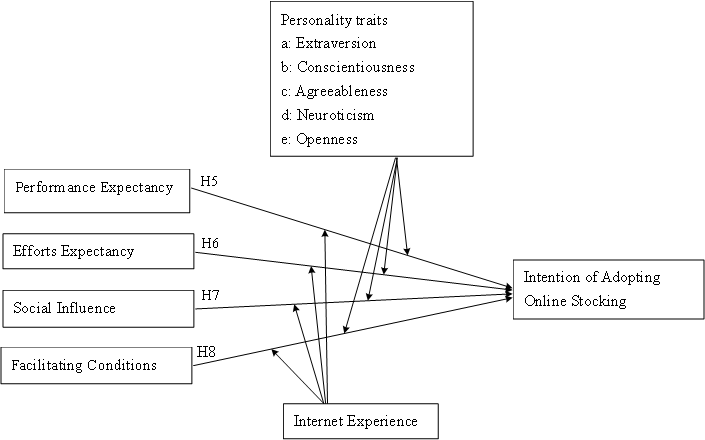 Personality traits
a: Extraversion
b: Conscientiousness
c: Agreeableness
d: Neuroticism
e: Openness
Performance Expectancy
H5
Efforts Expectancy
H6
Social Influence
H7
Facilitating Conditions
H8
Intention of Adopting
Online Stocking
Internet Experience